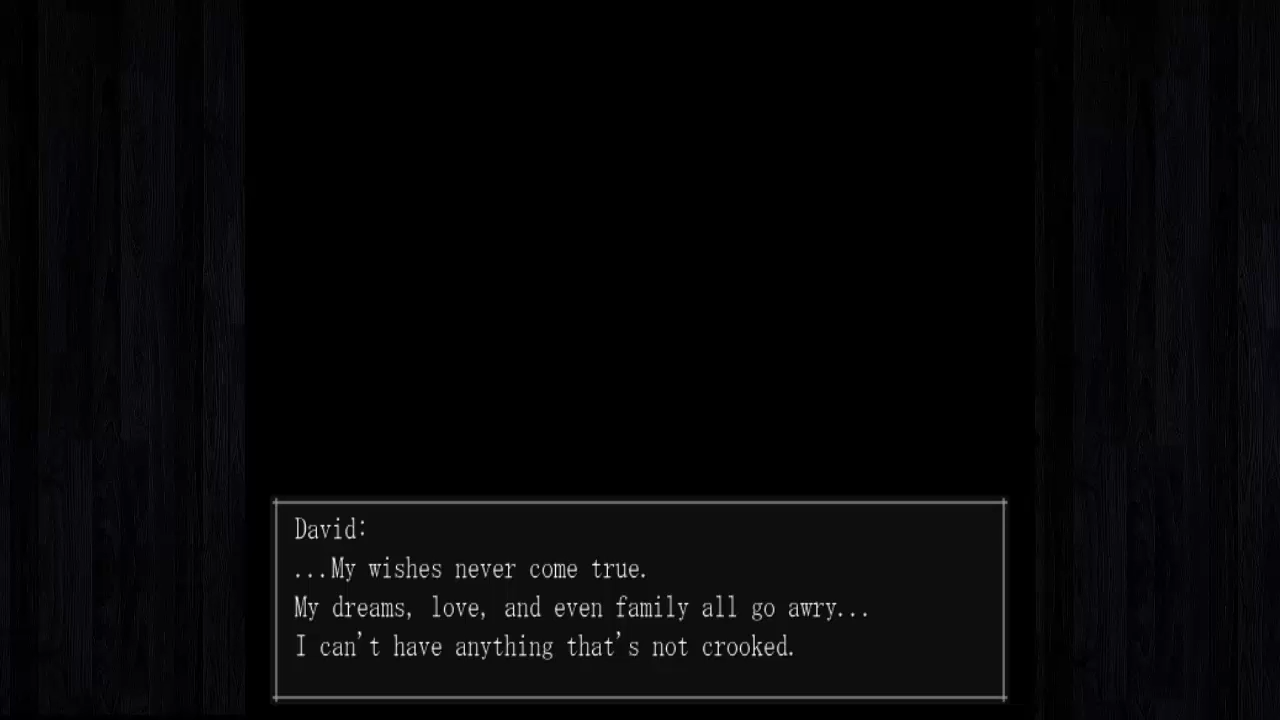 David:
...My wishes never come true.
My dreams, love, and even family all go awry...
I can't have anything that's not crooked.